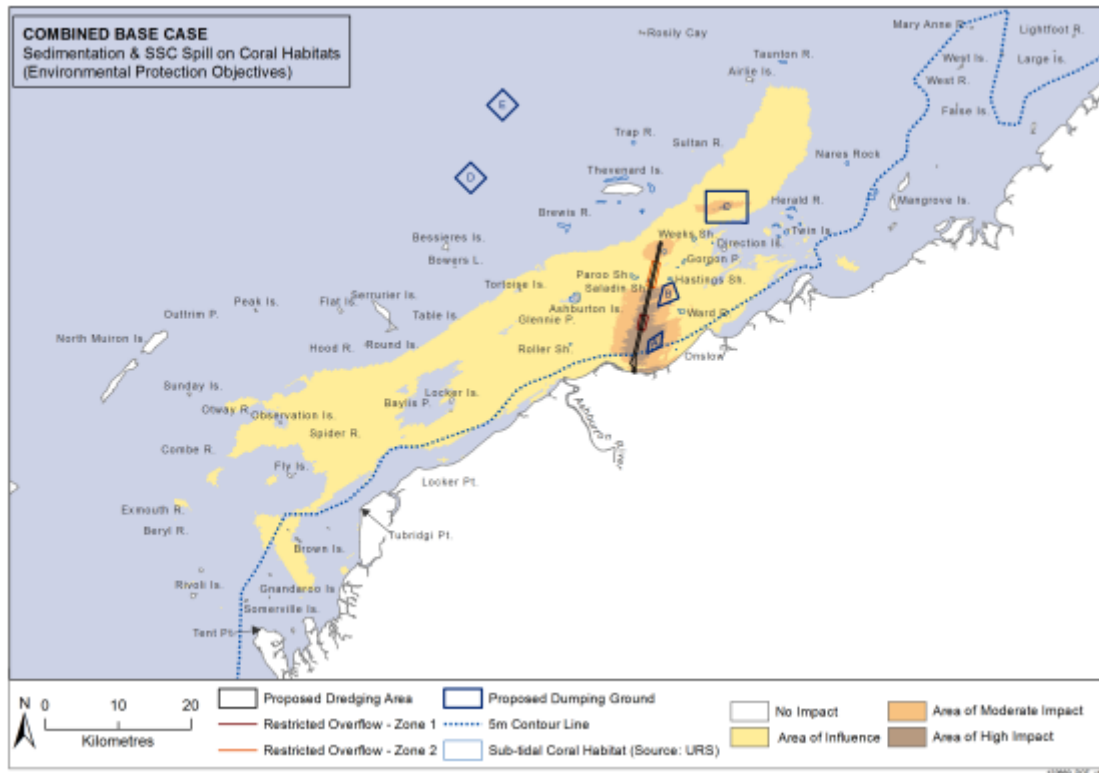 COMBINED BASE CASE
Sedimentation & SSC Spill on Coral Habitats
(Environmental Protection Objectives)
Rosily Cay
Mary Anne R.
Lightfoot R.
Taunton R.
West Is.
Large Is.
Airlie Is.
West R.
E
False Is.
Trap R.
Sultan R.
Nares Rock
D
Thevenard Is.
Mangrove Is.
Brewis R.
C
Herald R.
Bessieres Is.
Weeks Sh.
Twin Is.
Direction Is.
Bowers L.
Gorgon P.
Paroo Sh.
Hastings Sh.
Tortoise Is.
Saladin Sh.
B
Peak Is.
Flat Is.
Serrurier Is.
Ashburton Is.
Outtrim P.
Table Is.
Glennie P.
Ward R.
North Muiron Is.
Hood R.
Round Is.
Roller Sh.
A
Onslow
Sunday Is.
Locker Is.
Otway R.
Observation Is.
Baylis P.
Ashburton River
Combe R.
Spider R.
Fly Is.
Locker Pt.
Exmouth R.
Beryl R.
Tubridgi Pt.
Brown Is.
Rivoli Is.
Gnandaroo Is
Somerville Is.
Tent Pt
N
0 10 20
Kilometres
Proposed Dredging Area
Restricted Overflow - Zone 1
Restricted Overflow - Zone 2
Proposed Dumping Ground
5m Contour Line
Sub-tidal Coral Habitat (Source: URS)
No Impact
Area of Influence
Area of Moderate Impact
Area of High Impact